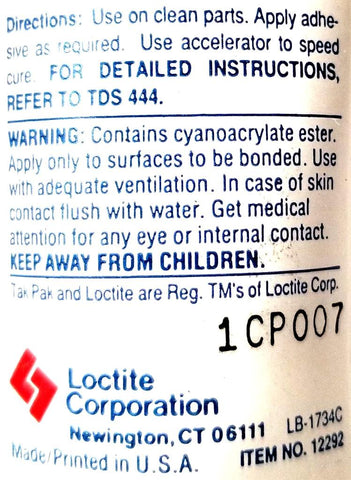 Directions: Use on clean parts. Apply adhe-
sive as required. Use accelerator to speed
cure. FOR DETAILED INSTRUCTIONS,
REFER TO TDS 444.
WARNING: Contains cyanoacrylate ester.
Apply only to surfaces to be bonded. Use
with adequate ventilation. In case of skin
contact flush with water. Get medical
attention for any eye or internal contact.
KEEP AWAY FROM CHILDREN.
Tak Pak and Loctite are Reg. TM's of Loctite Corp.
1CP007
Loctite
Corporation
Newington, CT 06111 LB-1734C
Made/Printed in U.S.A. ITEM NO. 12292